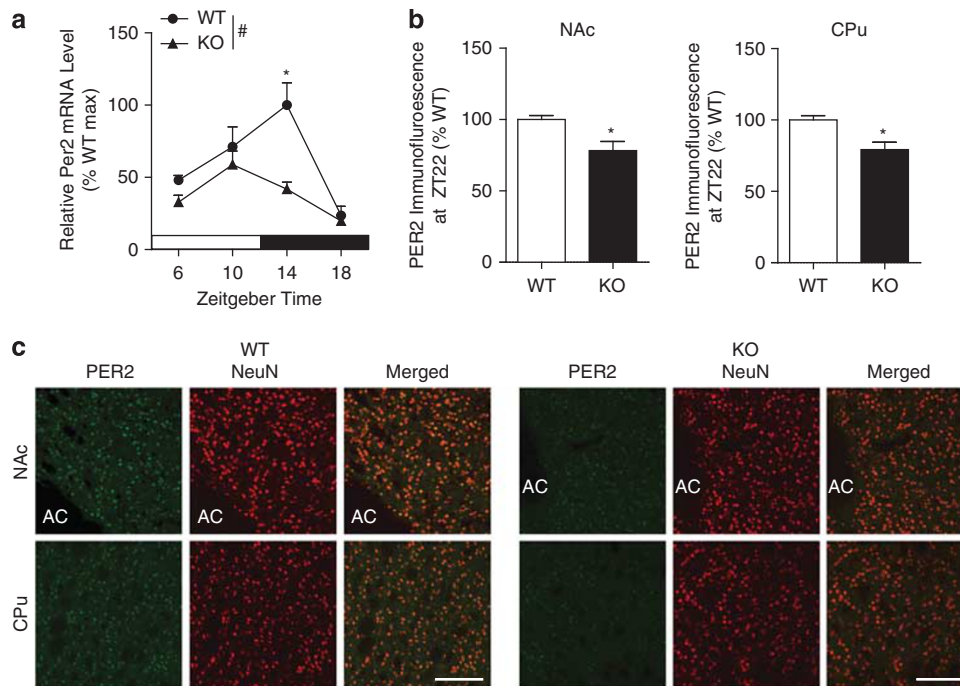 a
WT
KO
#
*
Relative Per2 mRNA Level
(% WT max)
150
100
50
0
6 10 14 18
Zeitgeber Time
b
NAc
PER2 Immunofluorescence
at ZT22 (% WT)
150
100
50
0
*
WT KO
CPu
PER2 Immunofluorescence
at ZT22 (% WT)
150
100
50
0
*
WT KO
c
WT
PER2 NeuN Merged
KO
PER2 NeuN Merged
NAc
AC AC AC AC AC
CPu